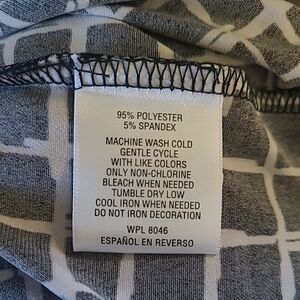 95% POLYESTER
5% SPANDEX
MACHINE WASH COLD
GENTLE CYCLE
WITH LIKE COLORS
ONLY NON-CHLORINE
BLEACH WHEN NEEDED
TUMBLE DRY LOW
COOL IRON WHEN NEEDED
DO NOT IRON DECORATION
WPL 8046
ESPAÑOL EN REVERSO